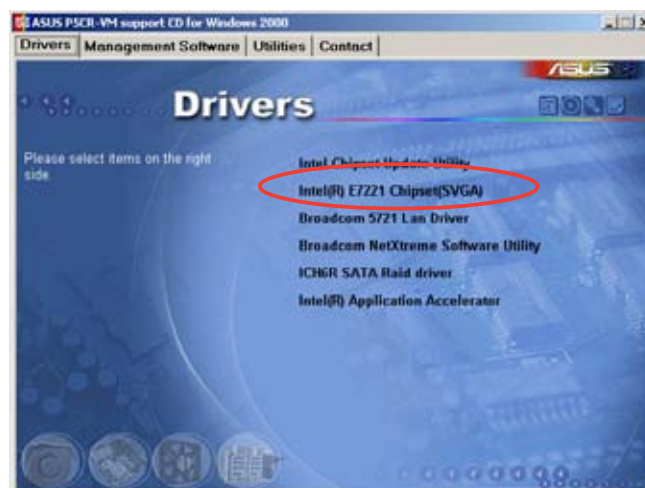 ASUS P5CR-VM support CD for Windows 2000
Drivers Management Software Utilities Contact
ASUS
Drivers
Please select items on the right
side.
Intel Chipset Update Utility
Intel(R) E7221 Chipset(SVGA)
Broadcom 5721 Lan Driver
Broadcom NetXtreme Software Utility
ICH6R SATA Raid driver
Intel(R) Application Accelerator